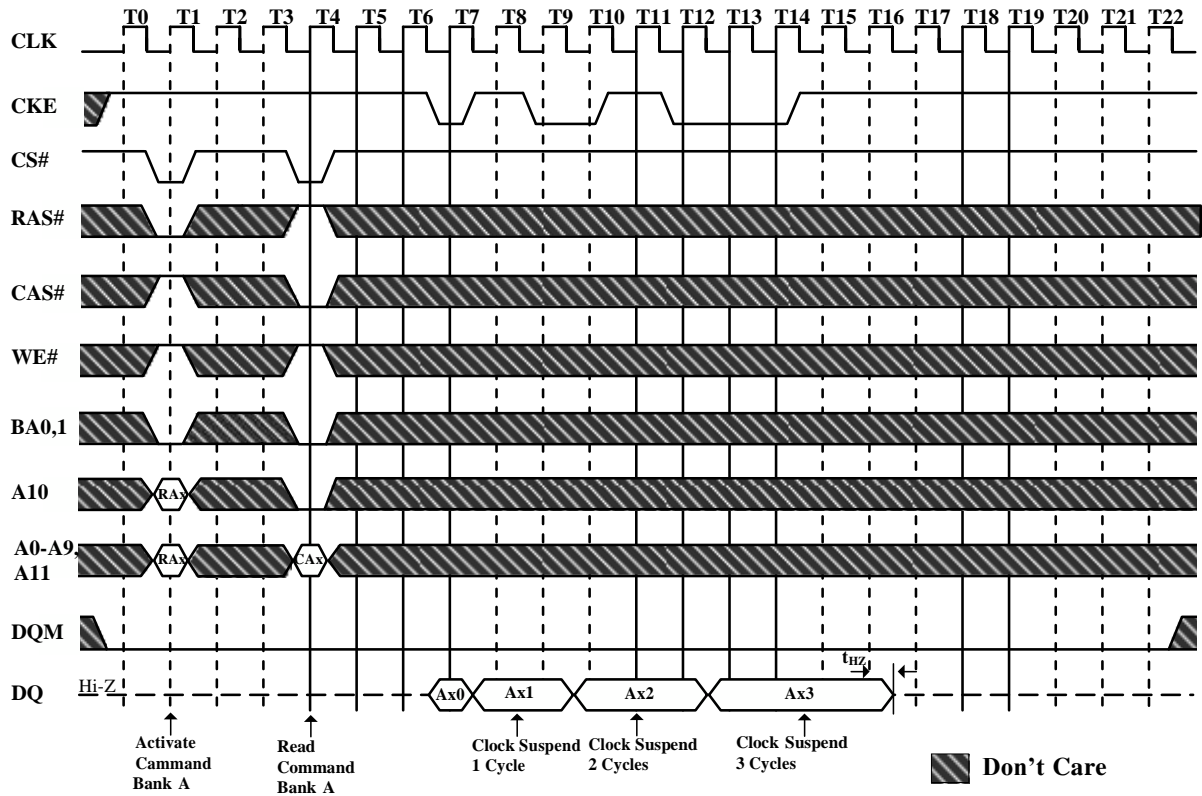 T0 T1 T2 T3 T4 T5 T6 T7 T8 T9 T10 T11 T12 T13 T14 T15 T16 T17 T18 T19 T20 T21 T22
CLK
CKE
CS#
RAS#
CAS#
WE#
BA0,1
A10
RAx
A0-A9,
A11
RAx
CAx
DQM
tHZ
DQ
Hi-Z
Ax0
Ax1
Ax2
Ax3
Activate
Cammand
Bank A
Read
Command
Bank A
Clock Suspend
1 Cycle
Clock Suspend
2 Cycles
Clock Suspend
3 Cycles
Don't Care